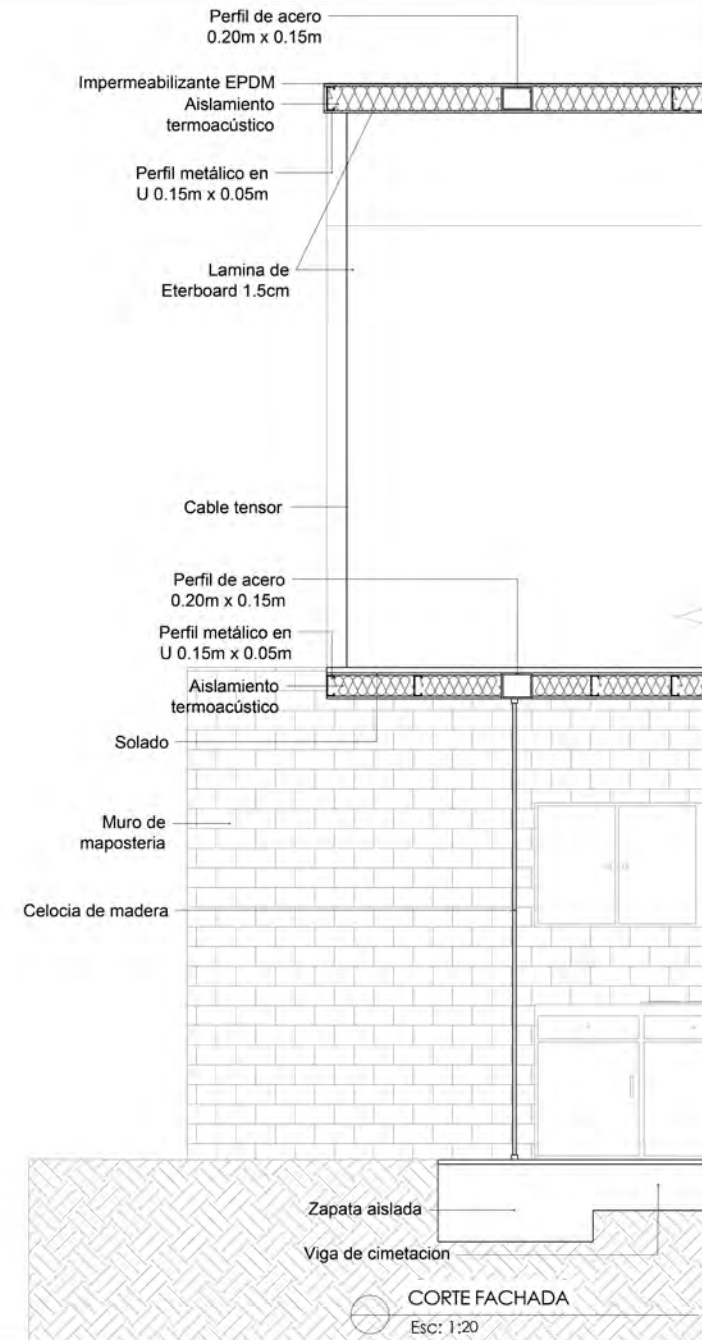 Perfil de acero
0.20m x 0.15m
Impermeabilizante EPDM
Aislamiento
termoacústico
Perfil metálico en
U 0.15m x 0.05m
Lamina de
Eterboard 1.5cm
Cable tensor
Perfil de acero
0.20m x 0.15m
Perfil metálico en
U 0.15m x 0.05m
Aislamiento
termoacústico
Solado
Muro de
maposteria
Celocia de madera
Zapata aislada
Viga de cimetacion
CORTE FACHADA
Esc: 1:20